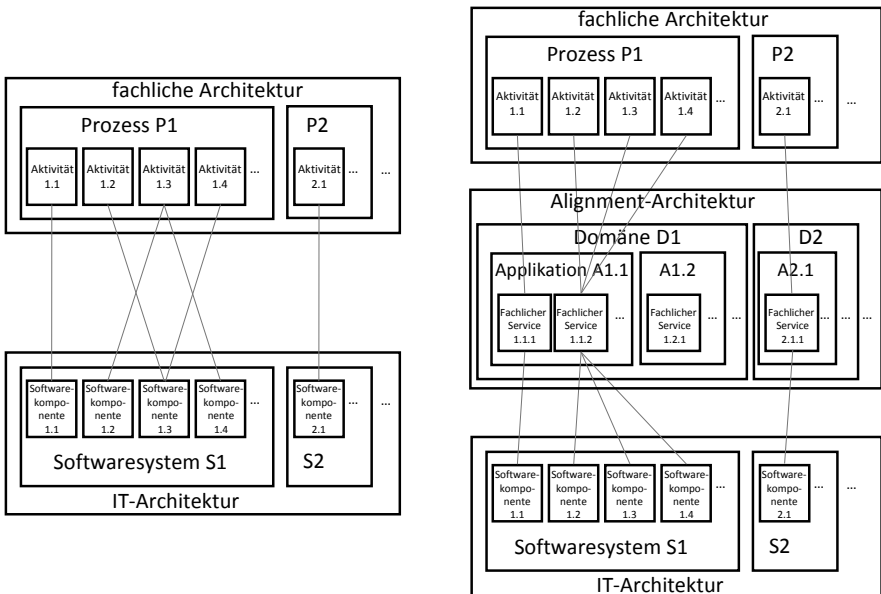 fachliche Architektur
Prozess P1
P2
Aktivität
1.1
Aktivität
1.2
Aktivität
1.3
Aktivität
1.4
...
Aktivität
2.1
...
...
Software-
kompo-
nente
1.1
Software-
kompo-
nente
1.2
Software-
kompo-
nente
1.3
Software-
kompo-
nente
1.4
...
Software-
kompo-
nente
2.1
...
...
Softwaresystem S1
S2
IT-Architektur
fachliche Architektur
Prozess P1
P2
Aktivität
1.1
Aktivität
1.2
Aktivität
1.3
Aktivität
1.4
...
Aktivität
2.1
...
...
Alignment-Architektur
Domäne D1
D2
Applikation A1.1
A1.2
A2.1
Fachlicher
Service
1.1.1
Fachlicher
Service
1.1.2
...
Fachlicher
Service
1.2.1
...
...
Fachlicher
Service
2.1.1
...
...
...
Software-
kompo-
nente
1.1
Software-
kompo-
nente
1.2
Software-
kompo-
nente
1.3
Software-
kompo-
nente
1.4
...
Software-
kompo-
nente
2.1
...
...
Softwaresystem S1
S2
IT-Architektur